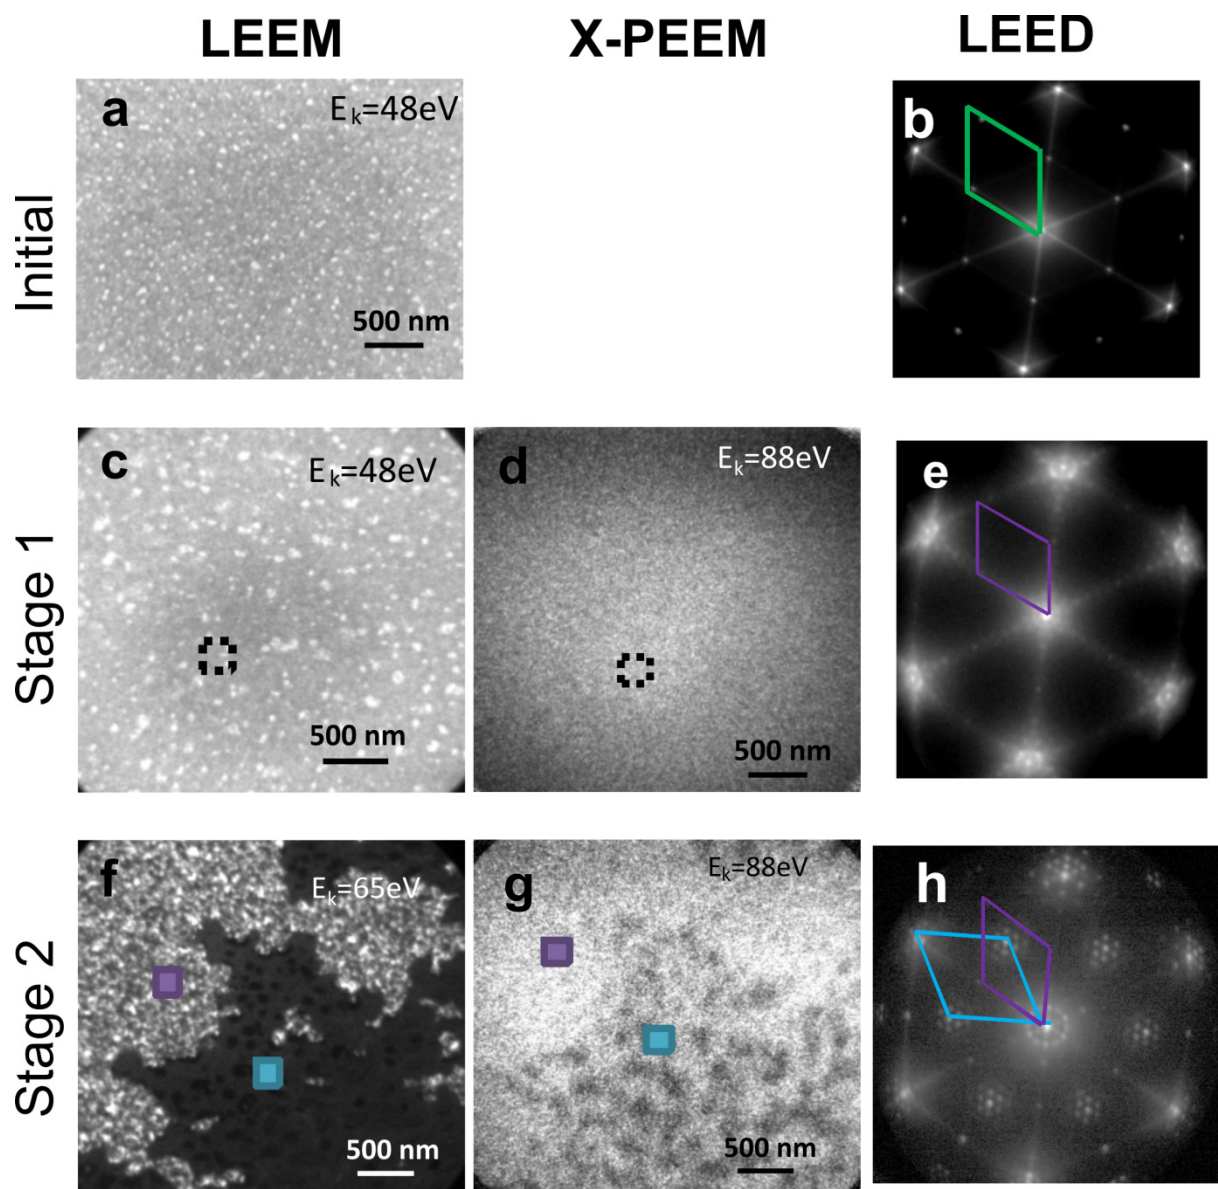 LEEM X-PEEM LEED
Initial
a
Eₖ=48eV
500 nm
b
Stage 1
c
Eₖ=48eV
500 nm
d
Eₖ=88eV
500 nm
e
Stage 2
f
Eₖ=65eV
500 nm
g
Eₖ=88eV
500 nm
h